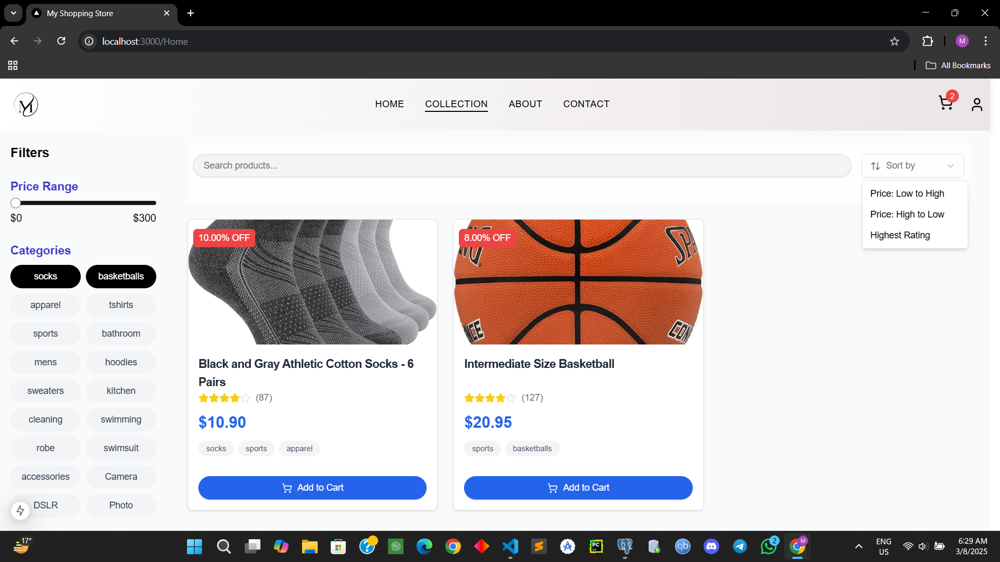 My Shopping Store
localhost:3000/Home
M
All Bookmarks
M
HOME COLLECTION ABOUT CONTACT
2
Filters
Price Range
$0 $300
Categories
socks basketballs
apparel tshirts
sports bathroom
mens hoodies
sweaters kitchen
cleaning swimming
robe swimsuit
accessories Camera
DSLR Photo
Search products...
Sort by
Price: Low to High
Price: High to Low
Highest Rating
10.00% OFF
Black and Gray Athletic Cotton Socks - 6
Pairs
(87)
$10.90
socks sports apparel
Add to Cart
8.00% OFF
Intermediate Size Basketball
(127)
$20.95
sports basketballs
Add to Cart
17°
PC
qb
2
M
ENG
US
6:29 AM
3/8/2025